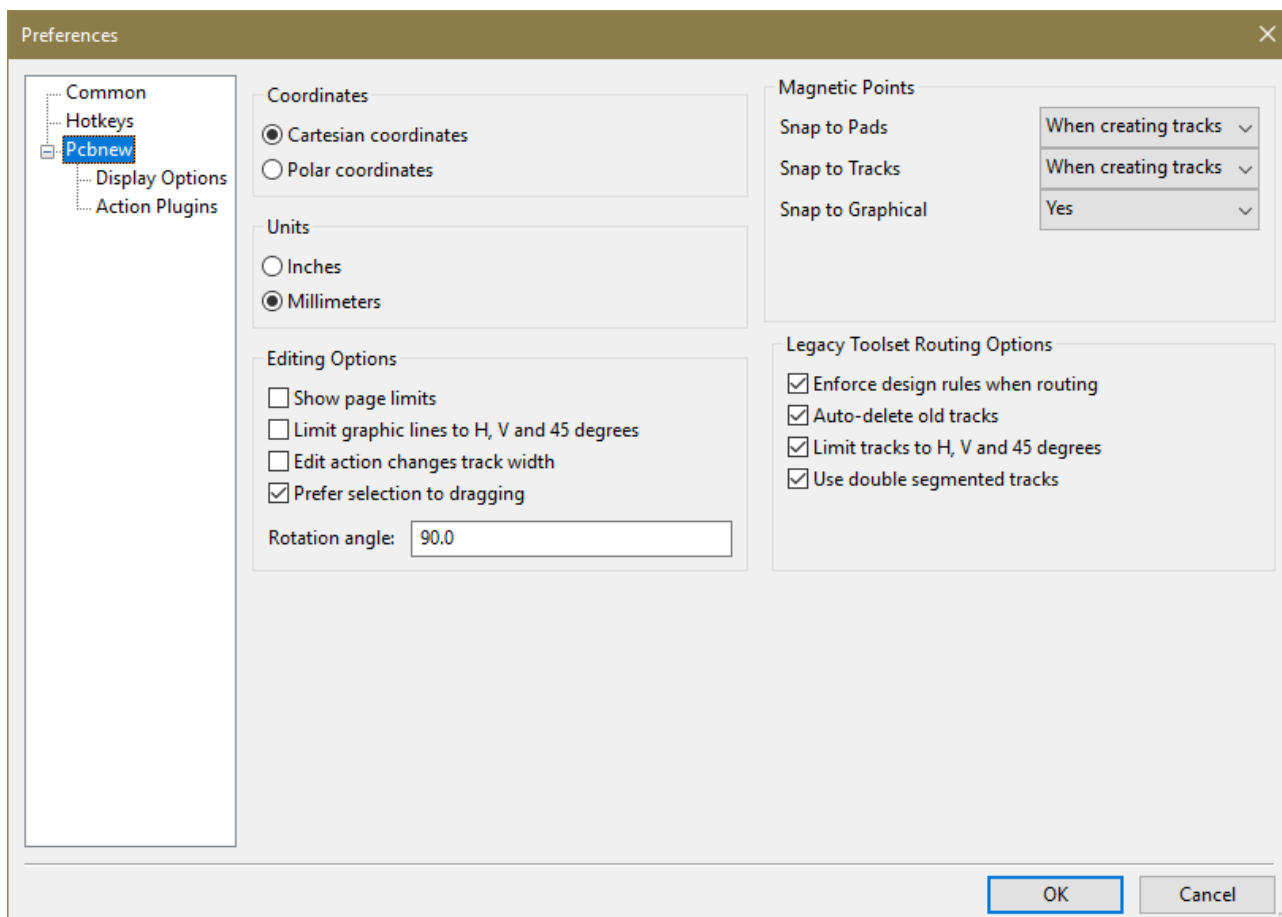 Preferences
Common
Hotkeys
Pcbnew
Display Options
Action Plugins
Coordinates
Cartesian coordinates
Polar coordinates
Units
Inches
Millimeters
Editing Options
Show page limits
Limit graphic lines to H, V and 45 degrees
Edit action changes track width
Prefer selection to dragging
Rotation angle: 90.0
Magnetic Points
Snap to Pads When creating tracks
Snap to Tracks When creating tracks
Snap to Graphical Yes
Legacy Toolset Routing Options
Enforce design rules when routing
Auto-delete old tracks
Limit tracks to H, V and 45 degrees
Use double segmented tracks
OK Cancel